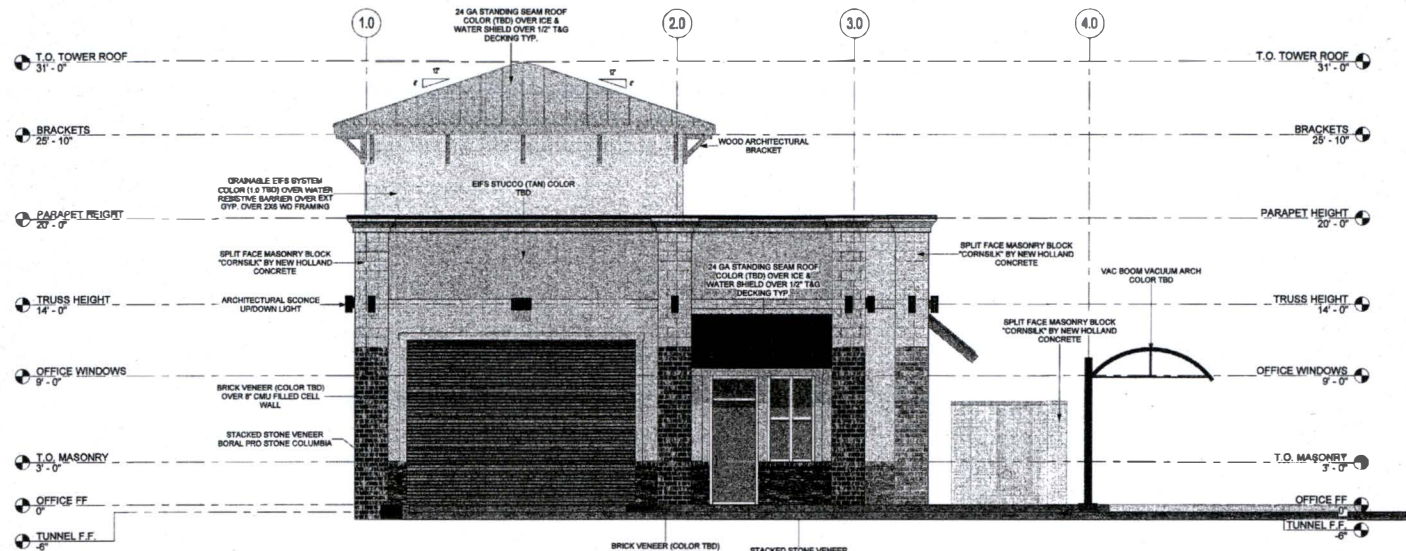 24 GA STANDING SEAM ROOF
COLOR (TBD) OVER ICE &
WATER SHIELD OVER 1/2" T&G
DECKING TYP.
1.0
2.0
3.0
4.0
T.O. TOWER ROOF
31' - 0"
T.O. TOWER ROOF
31' - 0"
12"
6'
12"
6'
BRACKETS
25' - 10"
BRACKETS
25' - 10"
WOOD ARCHITECTURAL
BRACKET
DRAINABLE EIFS SYSTEM
COLOR (1.0 TBD) OVER WATER
RESISTIVE BARRIER OVER EXT
GYP. OVER 2X6 WD FRAMING
EIFS STUCCO (TAN) COLOR
TBD
PARAPET HEIGHT
20' - 0"
PARAPET HEIGHT
20' - 0"
SPLIT FACE MASONRY BLOCK
"CORNSILK" BY NEW HOLLAND
CONCRETE
24 GA STANDING SEAM ROOF
COLOR (TBD) OVER ICE &
WATER SHIELD OVER 1/2" T&G
DECKING TYP.
SPLIT FACE MASONRY BLOCK
"CORNSILK" BY NEW HOLLAND
CONCRETE
VAC BOOM VACUUM ARCH
COLOR TBD
TRUSS HEIGHT
14' - 0"
ARCHITECTURAL SCONCE
UP/DOWN LIGHT
TRUSS HEIGHT
14' - 0"
SPLIT FACE MASONRY BLOCK
"CORNSILK" BY NEW HOLLAND
CONCRETE
OFFICE WINDOWS
9' - 0"
OFFICE WINDOWS
9' - 0"
BRICK VENEER (COLOR TBD)
OVER 8" CMU FILLED CELL
WALL
STACKED STONE VENEER
BORAL PRO STONE COLUMBIA
T.O. MASONRY
3' - 0"
T.O. MASONRY
3' - 0"
OFFICE FF
0"
OFFICE FF
0"
TUNNEL F.F.
-6"
TUNNEL F.F.
-6"
BRICK VENEER (COLOR TBD)
STACKED STONE VENEER